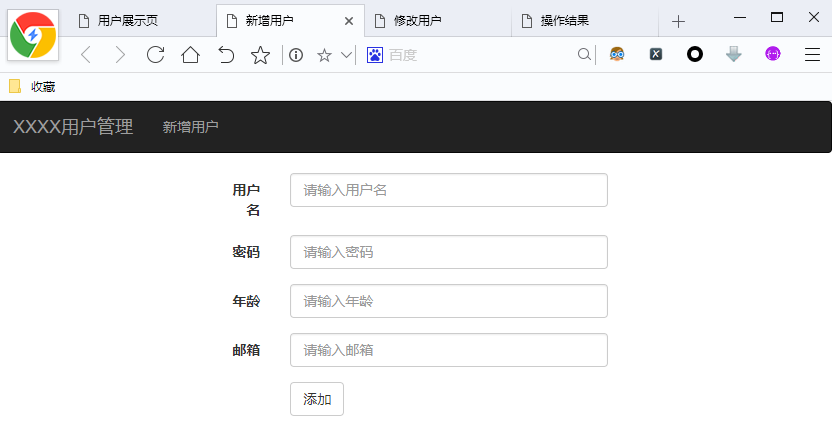 用户展示页
新增用户
修改用户
操作结果
百度
收藏
XXXX用户管理
新增用户
用户
名
请输入用户名
密码
请输入密码
年龄
请输入年龄
邮箱
请输入邮箱
添加